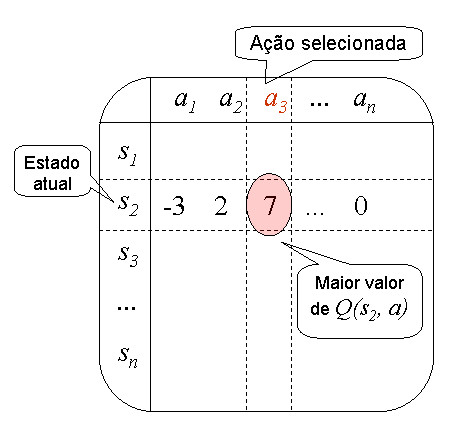 Ação selecionada
a1 a2 a3 ... an
s1
Estado
atual
s2 -3 2 7 ... 0
s3
Maior valor
de Q(s2, a)
...
sn